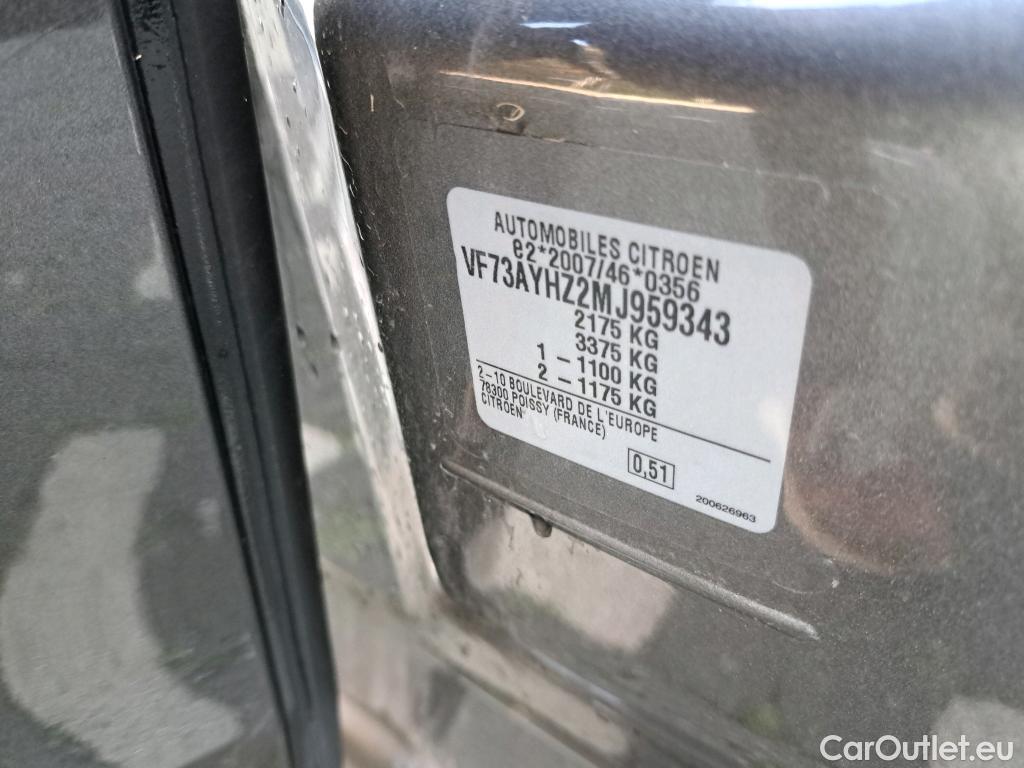 AUTOMOBILES CITROEN
e2*2007/46*0356
VF73AYHZ2MJ959343
2175 KG
3375 KG
1 - 1100 KG
2 - 1175 KG
2-10 BOULEVARD DE L'EUROPE
78300 POISSY (FRANCE)
CITROEN
0,51
200626963
CarOutlet.eu